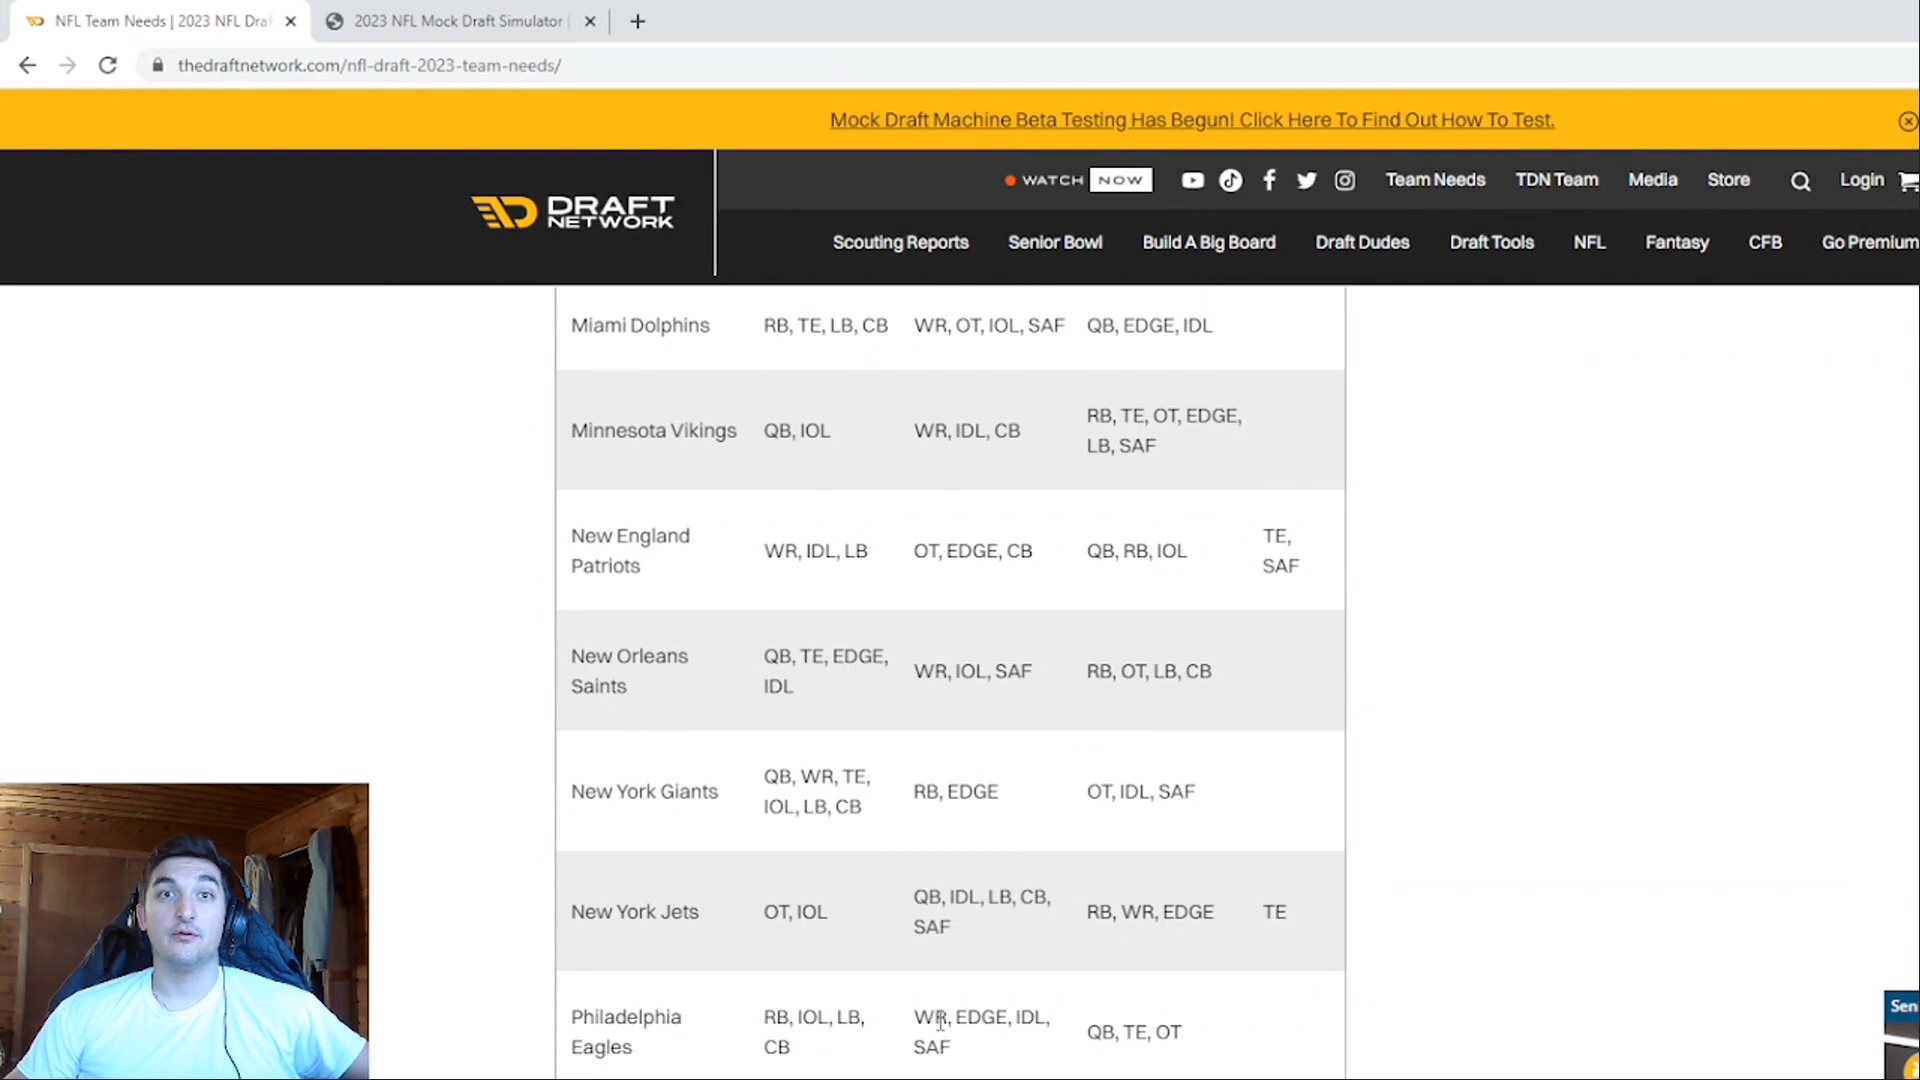 NFL Team Needs | 2023 NFL Draf
2023 NFL Mock Draft Simulator |
thedraftnetwork.com/nfl-draft-2023-team-needs/
Mock Draft Machine Beta Testing Has Begun! Click Here To Find Out How To Test.
DRAFT
NETWORK
WATCH NOW
Team Needs TDN Team Media Store Login
Scouting Reports Senior Bowl Build A Big Board Draft Dudes Draft Tools NFL Fantasy CFB Go Premium
Miami Dolphins RB, TE, LB, CB WR, OT, IOL, SAF QB, EDGE, IDL
Minnesota Vikings QB, IOL WR, IDL, CB RB, TE, OT, EDGE,
LB, SAF
New England
Patriots
WR, IDL, LB OT, EDGE, CB QB, RB, IOL TE,
SAF
New Orleans
Saints
QB, TE, EDGE,
IDL
WR, IOL, SAF RB, OT, LB, CB
New York Giants QB, WR, TE,
IOL, LB, CB
RB, EDGE OT, IDL, SAF
New York Jets OT, IOL QB, IDL, LB, CB,
SAF
RB, WR, EDGE TE
Philadelphia
Eagles
RB, IOL, LB,
CB
WR, EDGE, IDL,
SAF
QB, TE, OT
Sen